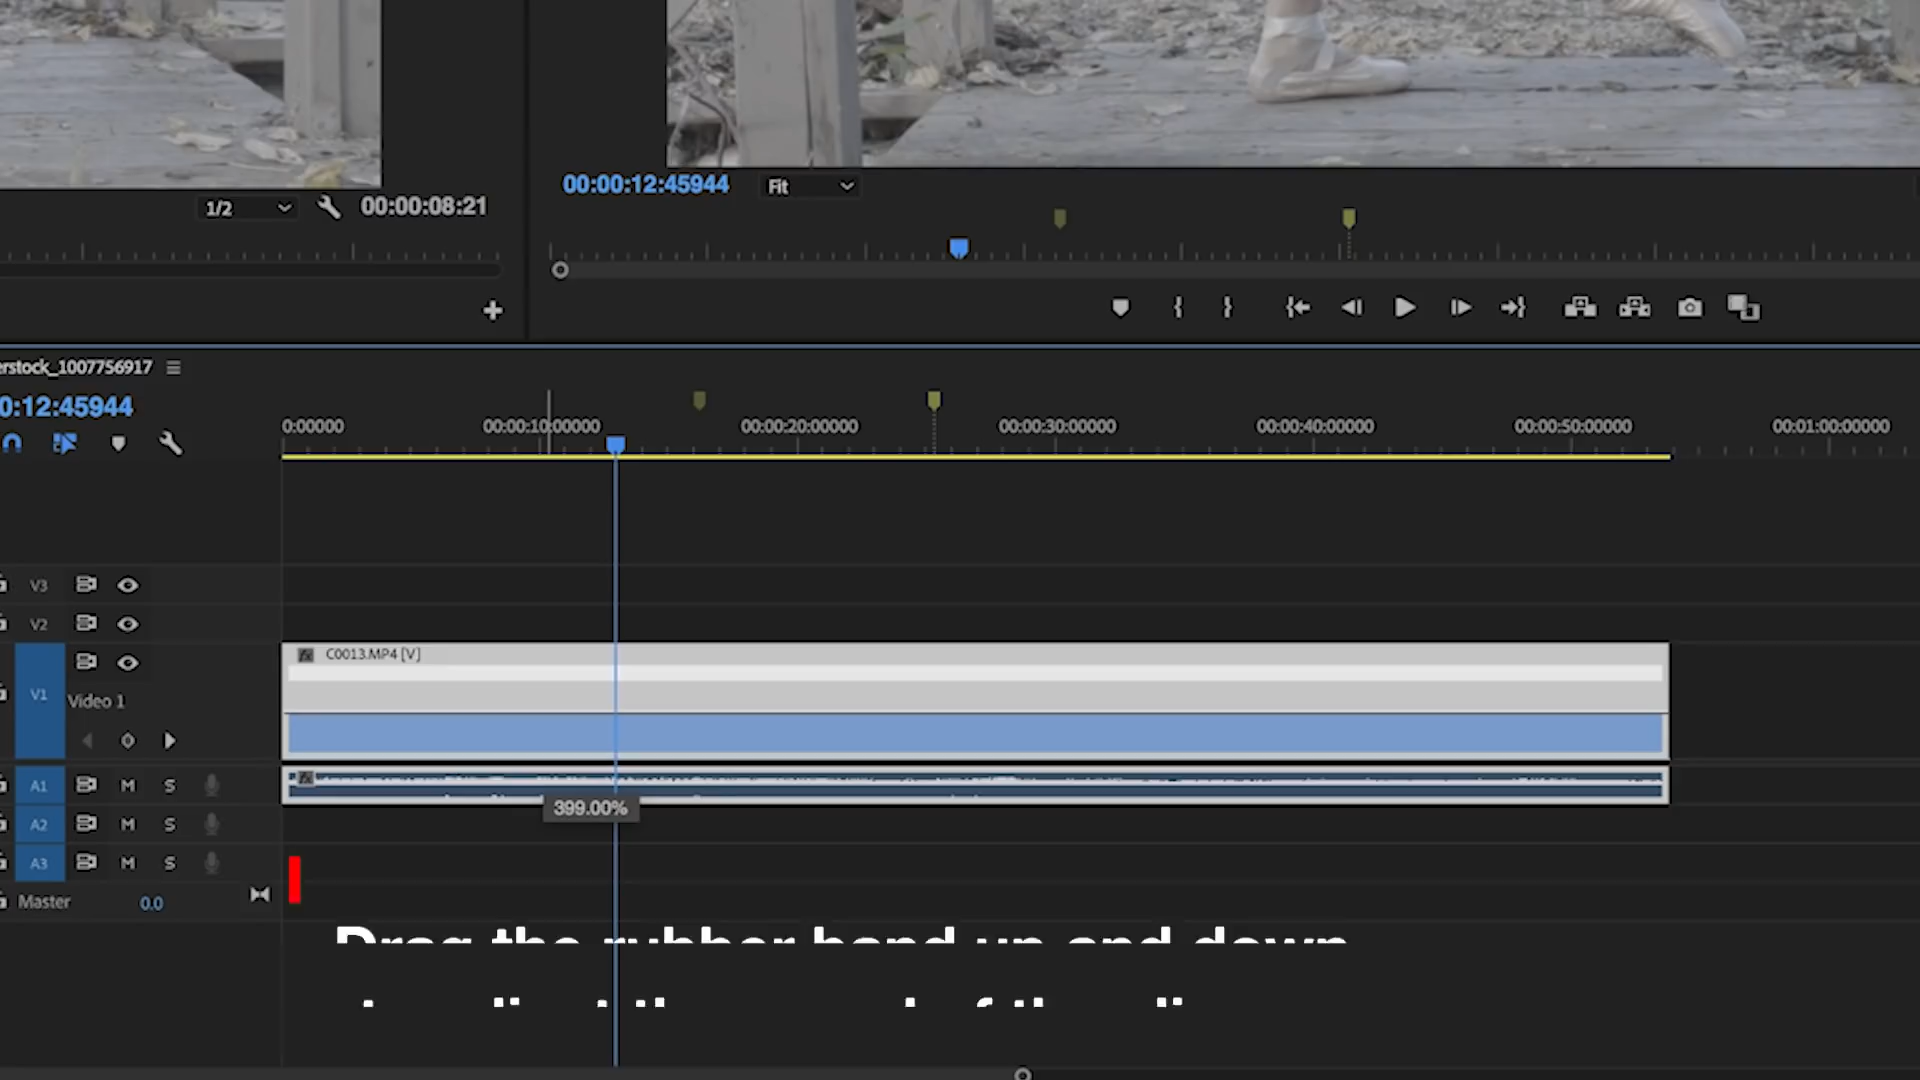 00:00:12:45944
Fit
1/2
00:00:08:21
erstock_1007756917
0:12:45944
0:00000
00:00:10:00000
00:00:20:00000
00:00:30:00000
00:00:40:00000
00:00:50:00000
00:01:00:00000
V3
V2
C0013.MP4 [V]
V1
Video 1
A1
M
S
399.00%
A2
M
S
A3
M
S
Master
0.0
Drag the rubber band up and down